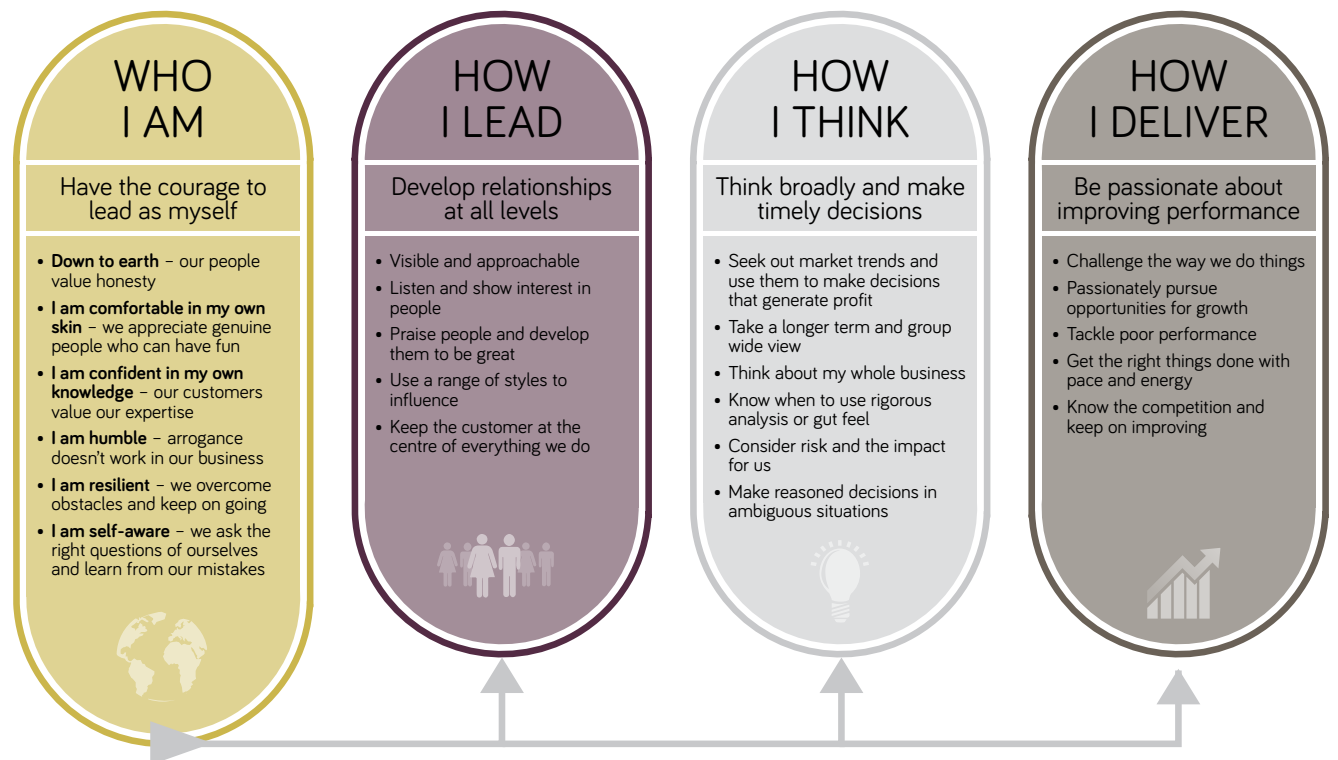 WHO
I AM
Have the courage to
lead as myself
• Down to earth – our people
value honesty
• I am comfortable in my own
skin – we appreciate genuine
people who can have fun
• I am confident in my own
knowledge – our customers
value our expertise
• I am humble – arrogance
doesn't work in our business
• I am resilient – we overcome
obstacles and keep on going
• I am self-aware – we ask the
right questions of ourselves
and learn from our mistakes
HOW
I LEAD
Develop relationships
at all levels
• Visible and approachable
• Listen and show interest in
people
• Praise people and develop
them to be great
• Use a range of styles to
influence
• Keep the customer at the
centre of everything we do
HOW
I THINK
Think broadly and make
timely decisions
• Seek out market trends and
use them to make decisions
that generate profit
• Take a longer term and group
wide view
• Think about my whole business
• Know when to use rigorous
analysis or gut feel
• Consider risk and the impact
for us
• Make reasoned decisions in
ambiguous situations
HOW
I DELIVER
Be passionate about
improving performance
• Challenge the way we do things
• Passionately pursue
opportunities for growth
• Tackle poor performance
• Get the right things done with
pace and energy
• Know the competition and
keep on improving